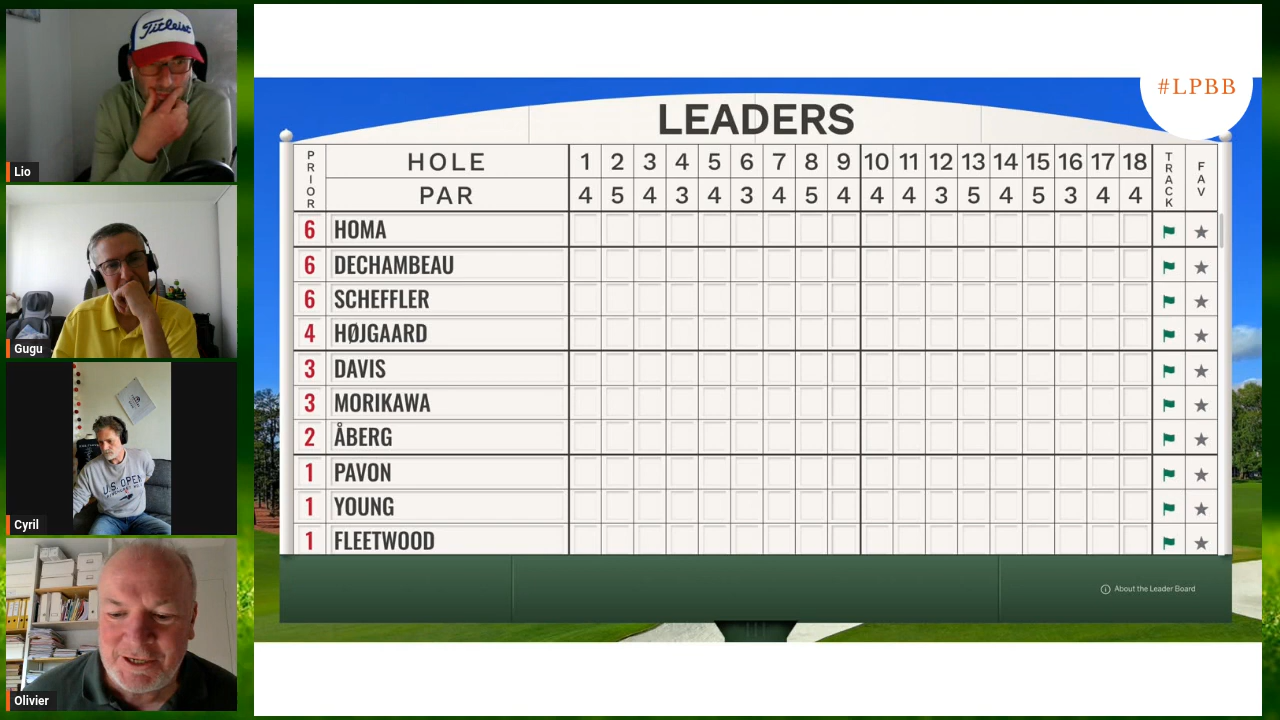 Titleist
Lio
Gugu
U.S. OPEN
Cyril
Olivier
#LPBB
LEADERS
PRIOR HOLE 1 2 3 4 5 6 7 8 9 10 11 12 13 14 15 16 17 18 TRACK FAV
PAR 4 5 4 3 4 3 4 5 4 4 4 3 5 4 5 3 4 4
6 HOMA
6 DECHAMBEAU
6 SCHEFFLER
4 HØJGAARD
3 DAVIS
3 MORIKAWA
2 ÅBERG
1 PAVON
1 YOUNG
1 FLEETWOOD
About the Leader Board